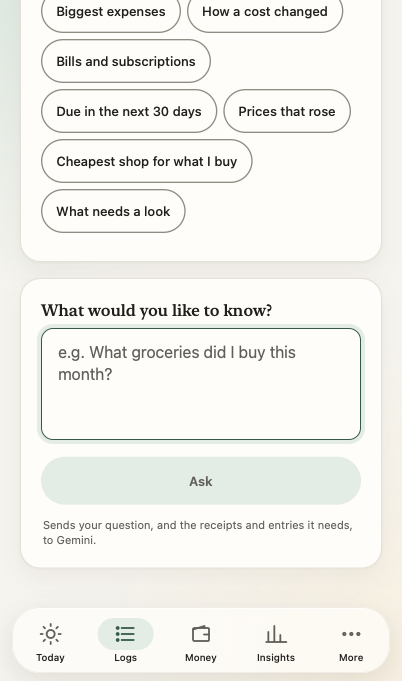 Biggest expenses
How a cost changed
Bills and subscriptions
Due in the next 30 days
Prices that rose
Cheapest shop for what I buy
What needs a look
What would you like to know?
e.g. What groceries did I buy this
month?
Ask
Sends your question, and the receipts and entries it needs,
to Gemini.
Today
Logs
Money
Insights
More